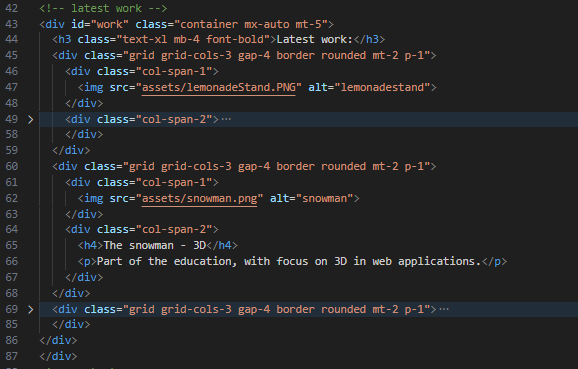 42 <!-- latest work -->
43 <div id="work" class="container mx-auto mt-5">
44 <h3 class="text-xl mb-4 font-bold">Latest work:</h3>
45 <div class="grid grid-cols-3 gap-4 border rounded mt-2 p-1">
46 <div class="col-span-1">
47 <img src="assets/lemonadeStand.PNG" alt="lemonadestand">
48 </div>
49 > <div class="col-span-2">…
58 </div>
59 </div>
60 <div class="grid grid-cols-3 gap-4 border rounded mt-2 p-1">
61 <div class="col-span-1">
62 <img src="assets/snowman.png" alt="snowman">
63 </div>
64 <div class="col-span-2">
65 <h4>The snowman - 3D</h4>
66 <p>Part of the education, with focus on 3D in web applications.</p>
67 </div>
68 </div>
69 > <div class="grid grid-cols-3 gap-4 border rounded mt-2 p-1">…
85 </div>
86 </div>
87 </div>